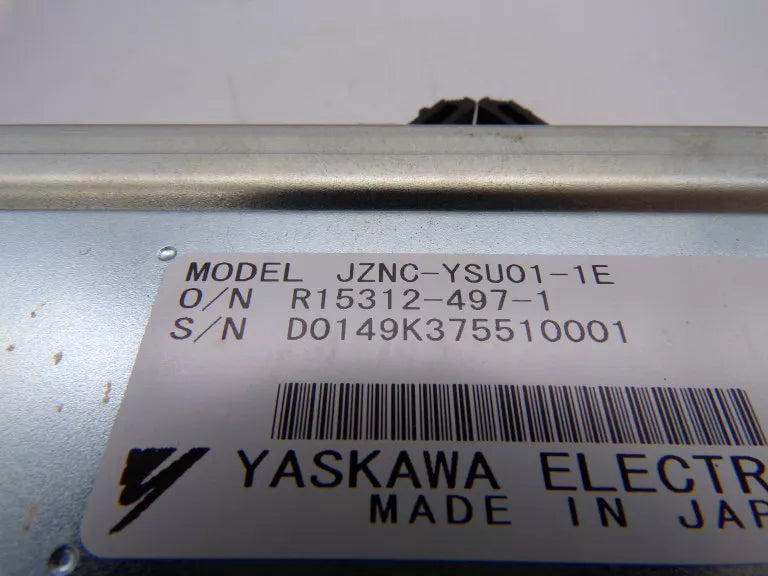 MODEL JZNC-YSU01-1E
O/N R15312-497-1
S/N D0149K375510001
YASKAWA ELECTR
MADE IN JAP